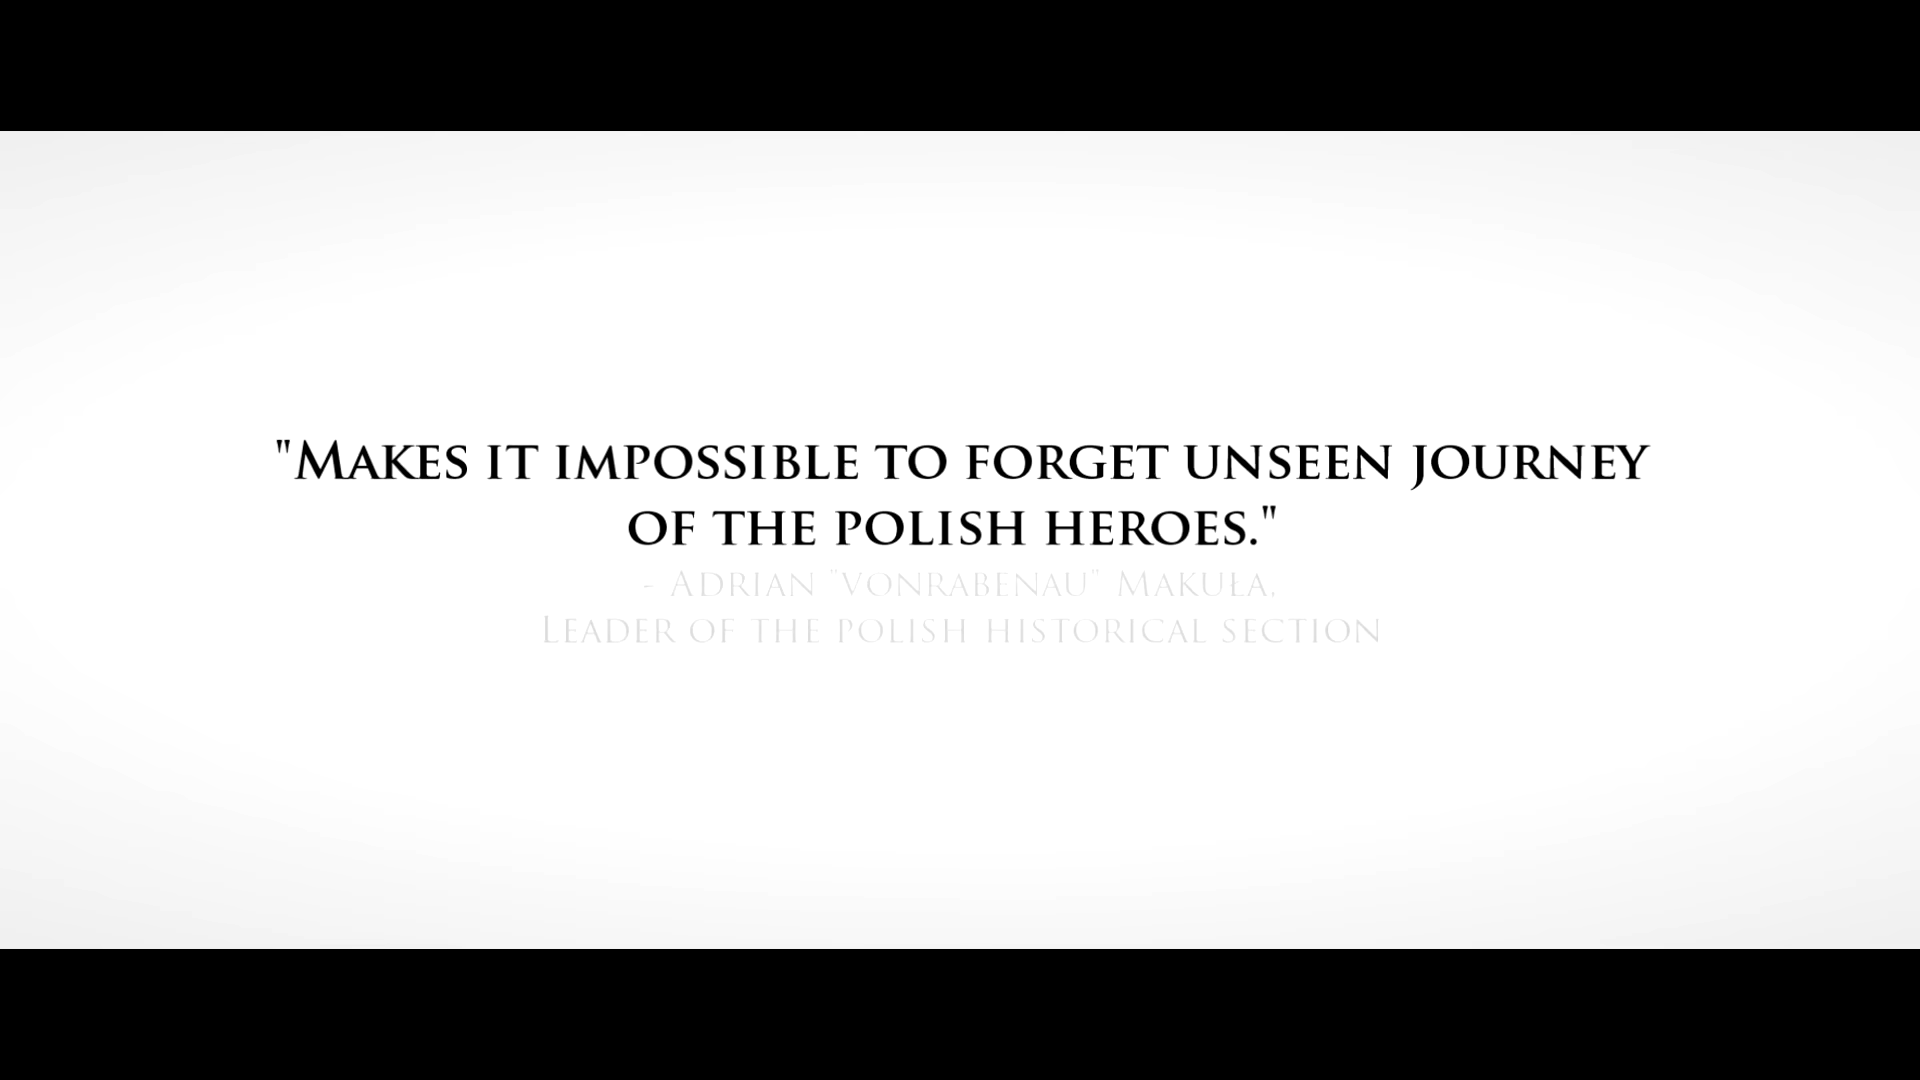 "Makes it impossible to forget unseen journey
of the polish heroes."
- Adrian "vonrabenau" Makuła,
Leader of the polish historical section